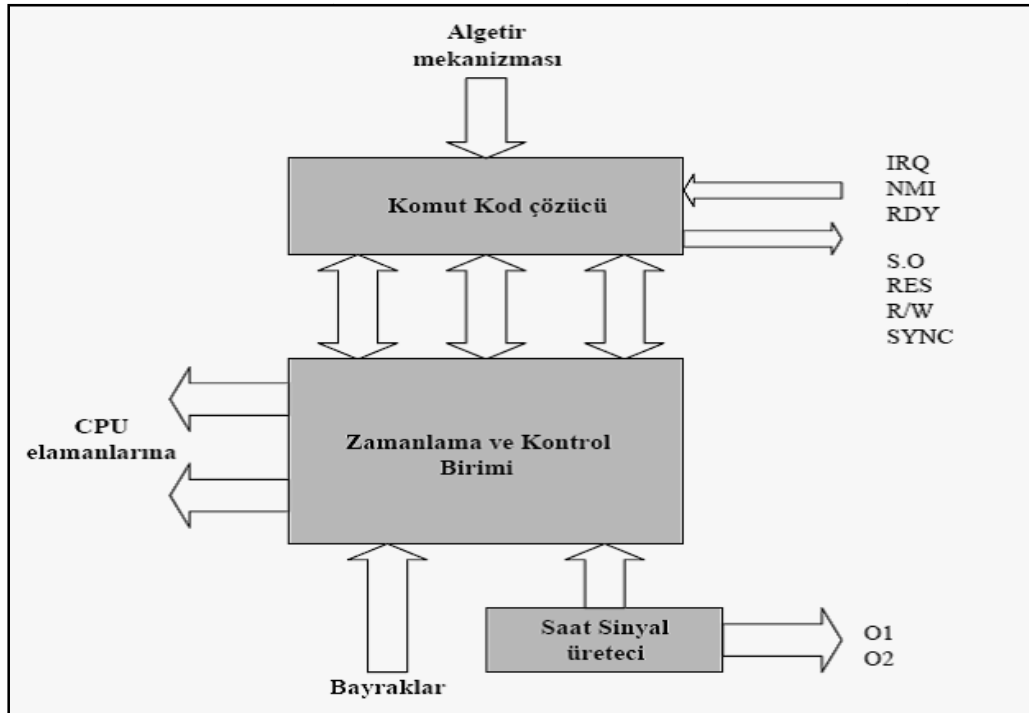 Algetir
mekanizması
Komut Kod çözücü
IRQ
NMI
RDY
S.O
RES
R/W
SYNC
CPU
elamanlarına
Zamanlama ve Kontrol
Birimi
Saat Sinyal
üreteci
O1
O2
Bayraklar